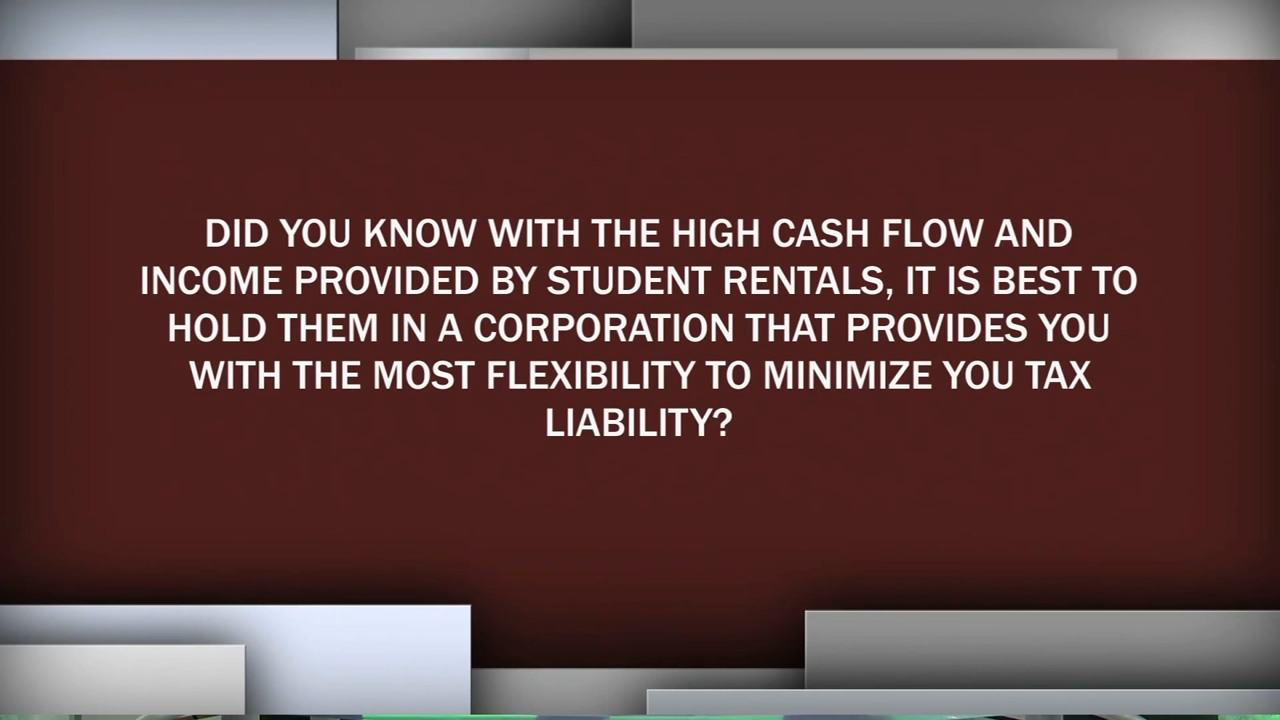 DID YOU KNOW WITH THE HIGH CASH FLOW AND
INCOME PROVIDED BY STUDENT RENTALS, IT IS BEST TO
HOLD THEM IN A CORPORATION THAT PROVIDES YOU
WITH THE MOST FLEXIBILITY TO MINIMIZE YOU TAX
LIABILITY?